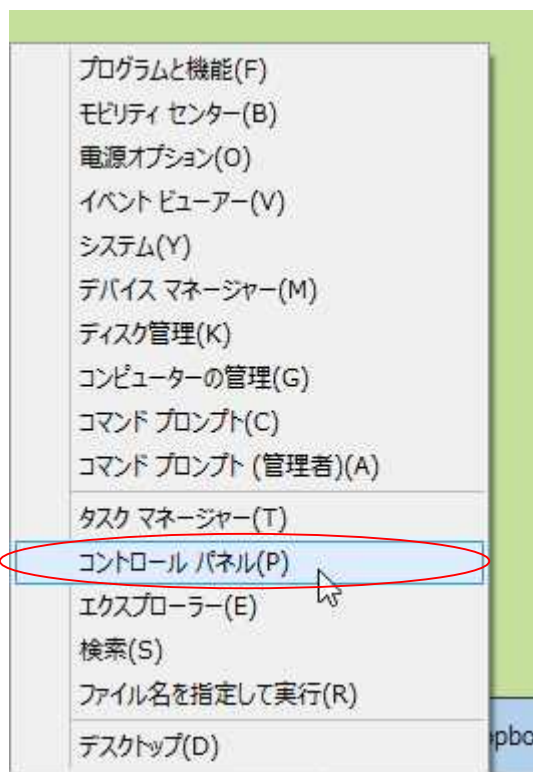 プログラムと機能(F)
モビリティ センター(B)
電源オプション(O)
イベント ビューアー(V)
システム(Y)
デバイス マネージャー(M)
ディスク管理(K)
コンピューターの管理(G)
コマンド プロンプト(C)
コマンド プロンプト (管理者)(A)
タスク マネージャー(T)
コントロール パネル(P)
エクスプローラー(E)
検索(S)
ファイル名を指定して実行(R)
デスクトップ(D)